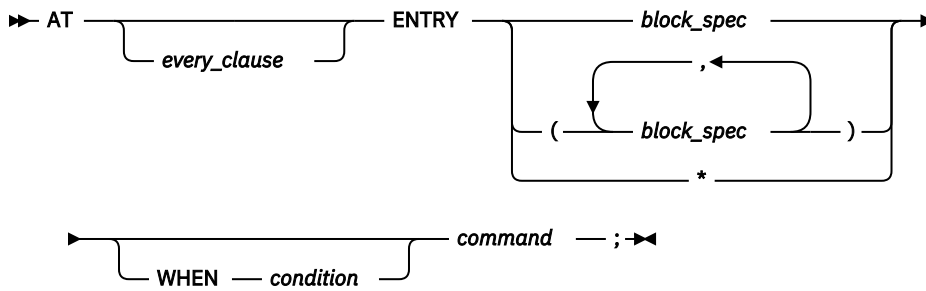 AT ENTRY block_spec
every_clause
,
( block_spec )
*
command ;
WHEN condition